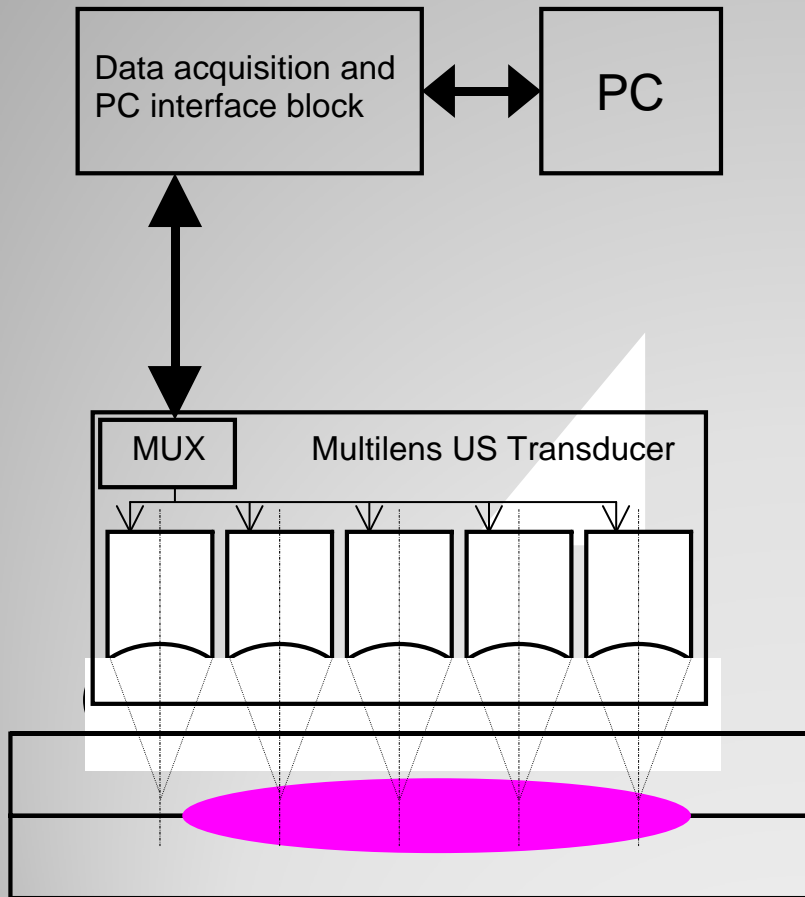 Data acquisition and
PC interface block
PC
MUX
Multilens US Transducer